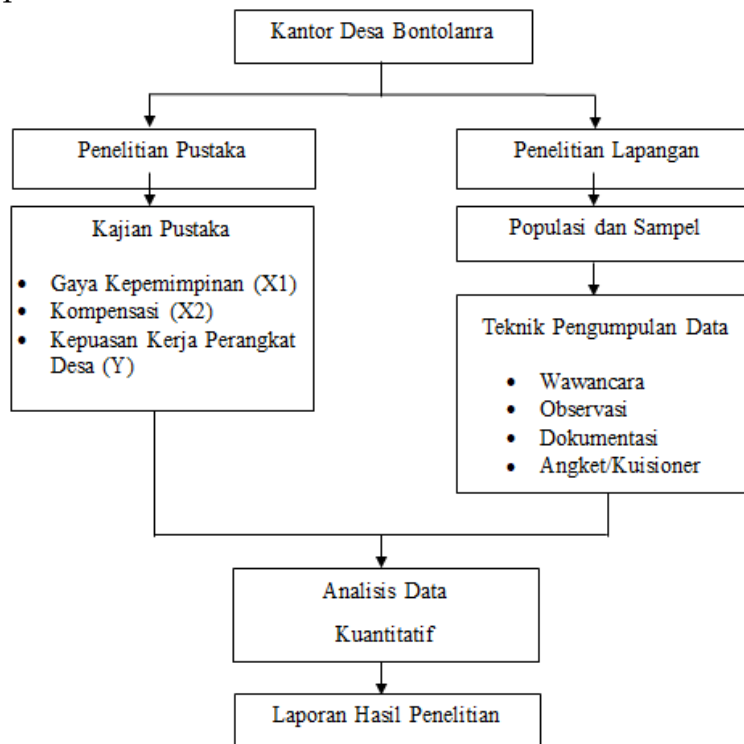 Kantor Desa Bontolanra
Penelitian Pustaka
Penelitian Lapangan
Kajian Pustaka
• Gaya Kepemimpinan (X1)
• Kompensasi (X2)
• Kepuasan Kerja Perangkat
Desa (Y)
Populasi dan Sampel
Teknik Pengumpulan Data
• Wawancara
• Observasi
• Dokumentasi
• Angket/Kuisioner
Analisis Data
Kuantitatif
Laporan Hasil Penelitian